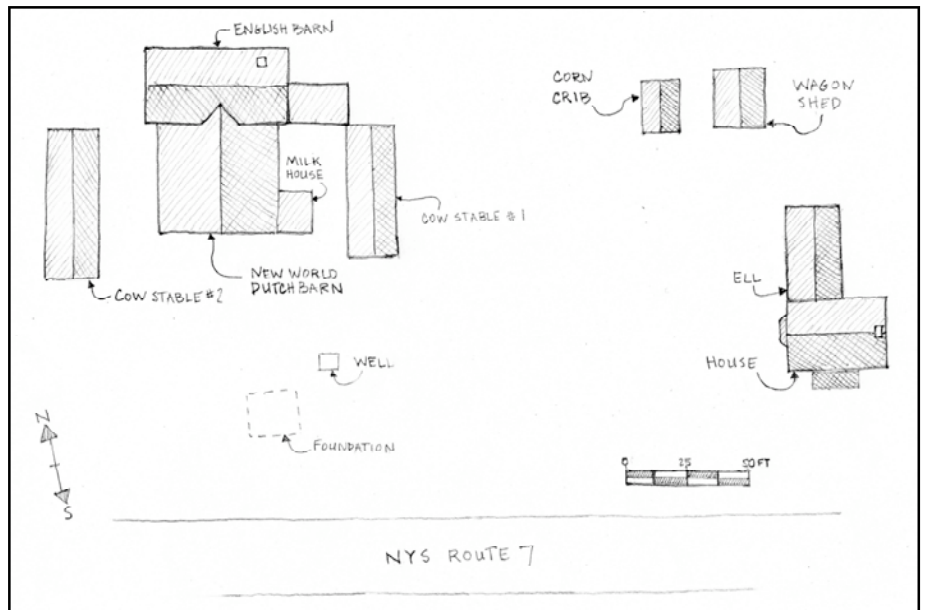 ENGLISH BARN
CORN
CRIB
WAGON
SHED
MILK
HOUSE
COW STABLE #1
NEW WORLD
DUTCH BARN
COW STABLE #2
ELL
HOUSE
WELL
FOUNDATION
N
S
0 25 50 FT
NYS ROUTE 7